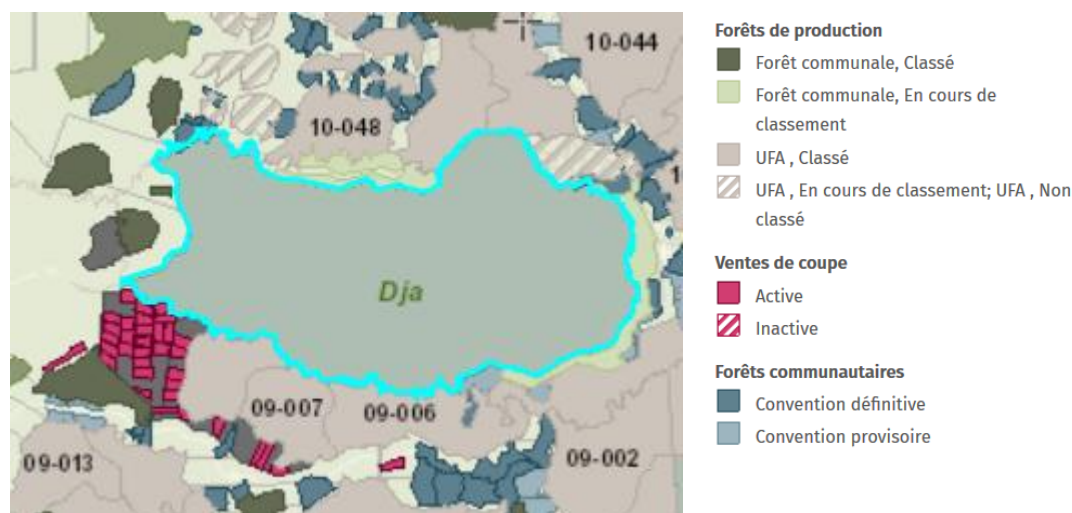 10-044
10-048
Dja
09-007
09-006
09-013
09-002
Forêts de production
Forêt communale, Classé
Forêt communale, En cours de
classement
UFA , Classé
UFA , En cours de classement; UFA , Non
classé
Ventes de coupe
Active
Inactive
Forêts communautaires
Convention définitive
Convention provisoire